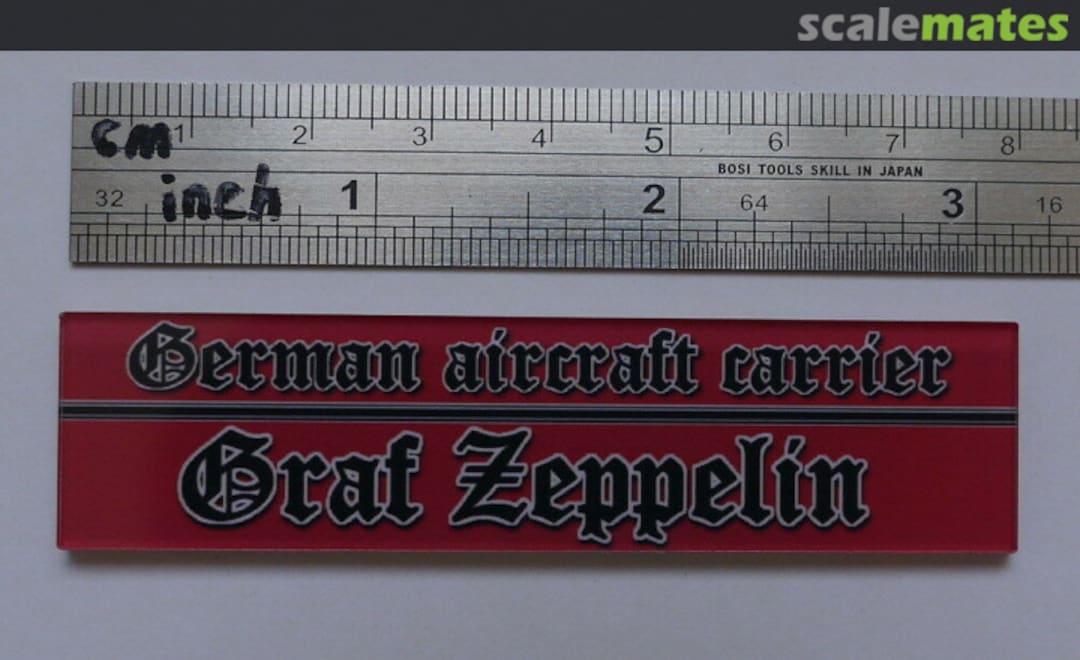 scalemates
cm 1 2 3 4 5 6 7 8
BOSI TOOLS SKILL IN JAPAN
32 inch 1 2 64 3 16
German aircraft carrier
Graf Zeppelin